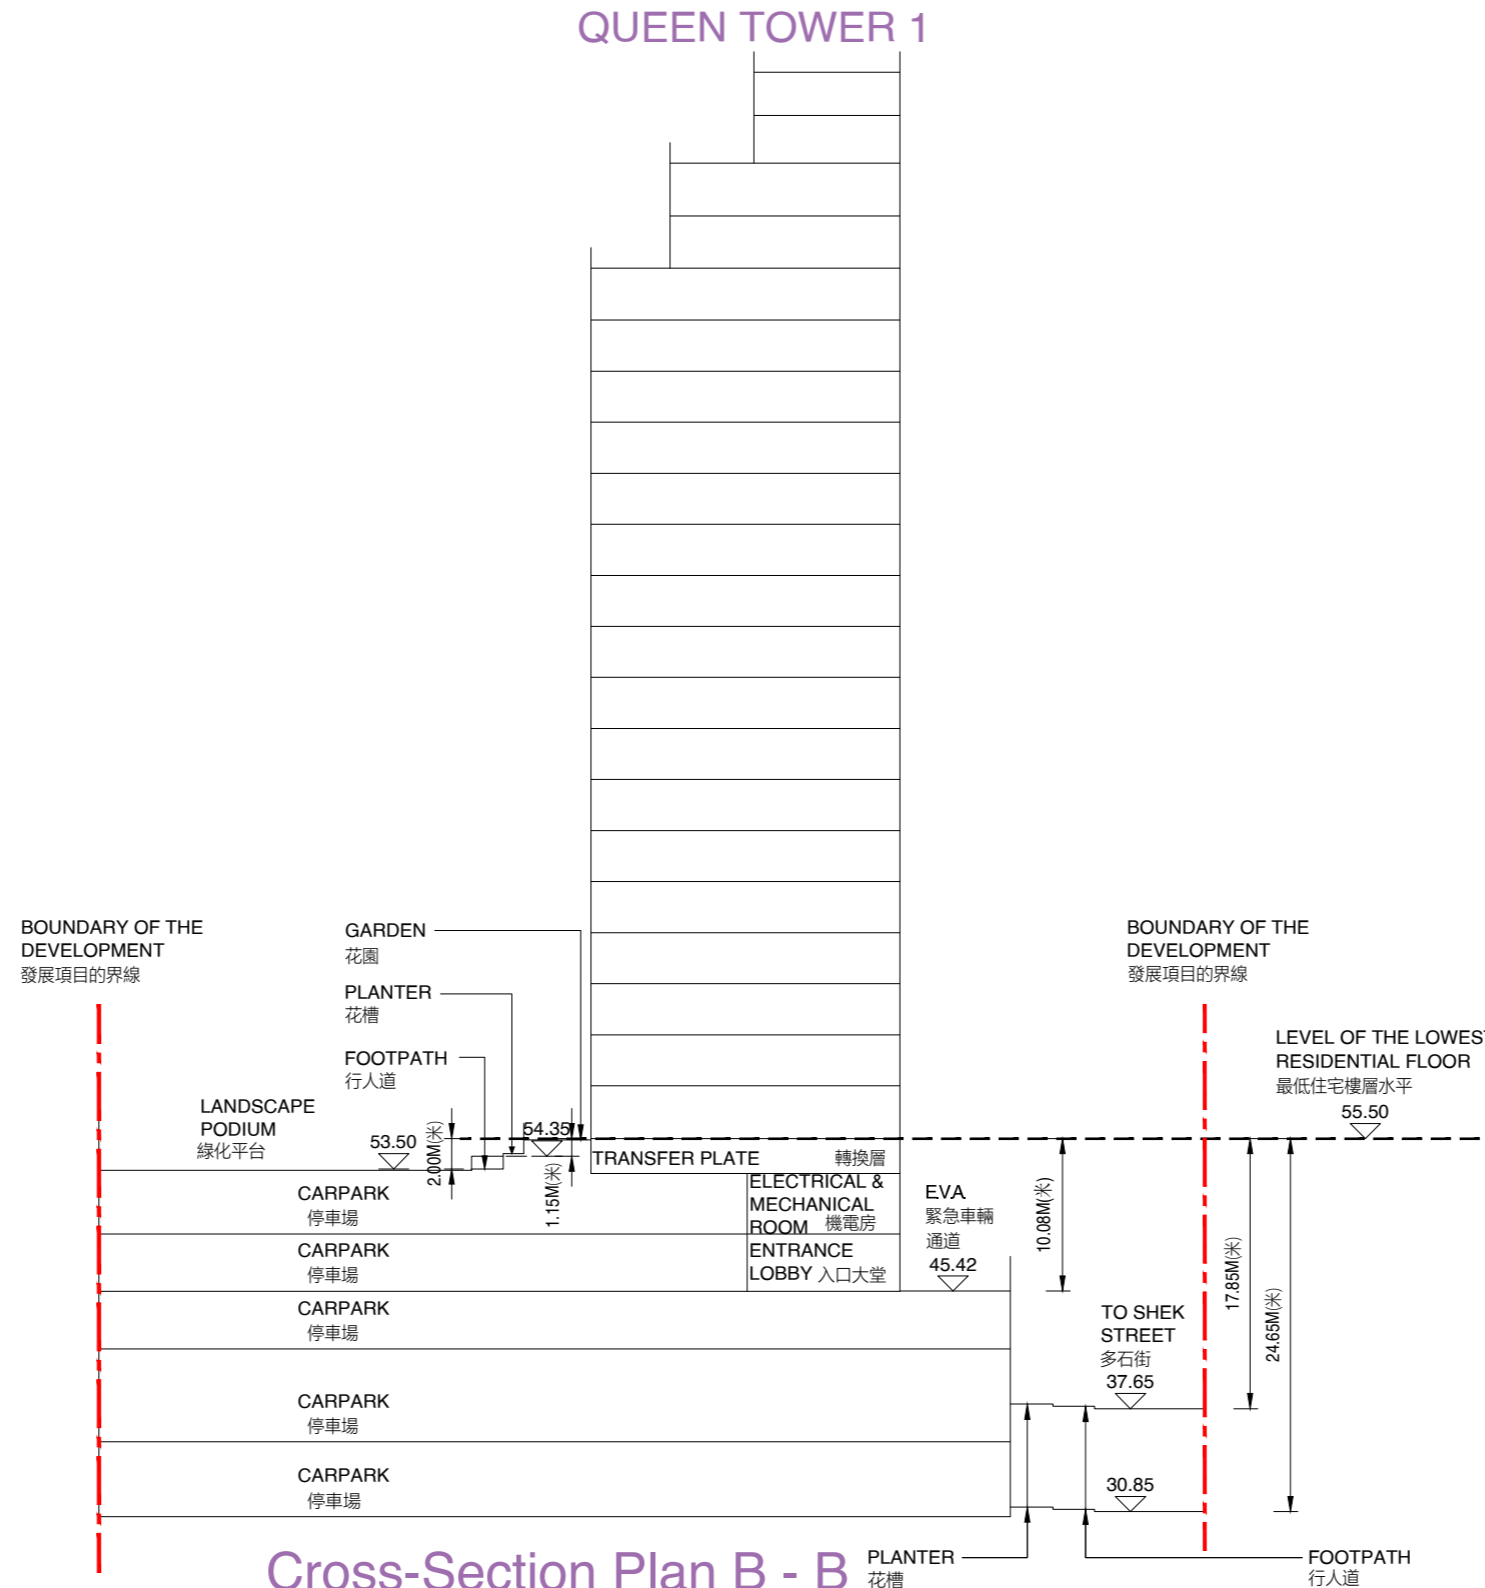 QUEEN TOWER 1
BOUNDARY OF THE
DEVELOPMENT
發展項目的界線
GARDEN
花園
PLANTER
花槽
FOOTPATH
行人道
LANDSCAPE
PODIUM
綠化平台
53.50
2.00M(米)
54.35
1.15M(米)
BOUNDARY OF THE
DEVELOPMENT
發展項目的界線
LEVEL OF THE LOWEST
RESIDENTIAL FLOOR
最低住宅樓層水平
55.50
TRANSFER PLATE 轉換層
ELECTRICAL &
MECHANICAL
ROOM 機電房
ENTRANCE
LOBBY 入口大堂
E.V.A.
緊急車輛
通道
45.42
10.08M(米)
17.85M(米)
24.65M(米)
CARPARK
停車場
CARPARK
停車場
CARPARK
停車場
CARPARK
停車場
CARPARK
停車場
TO SHEK
STREET
多石街
37.65
30.85
PLANTER
花槽
FOOTPATH
行人道
Cross-Section Plan B - B